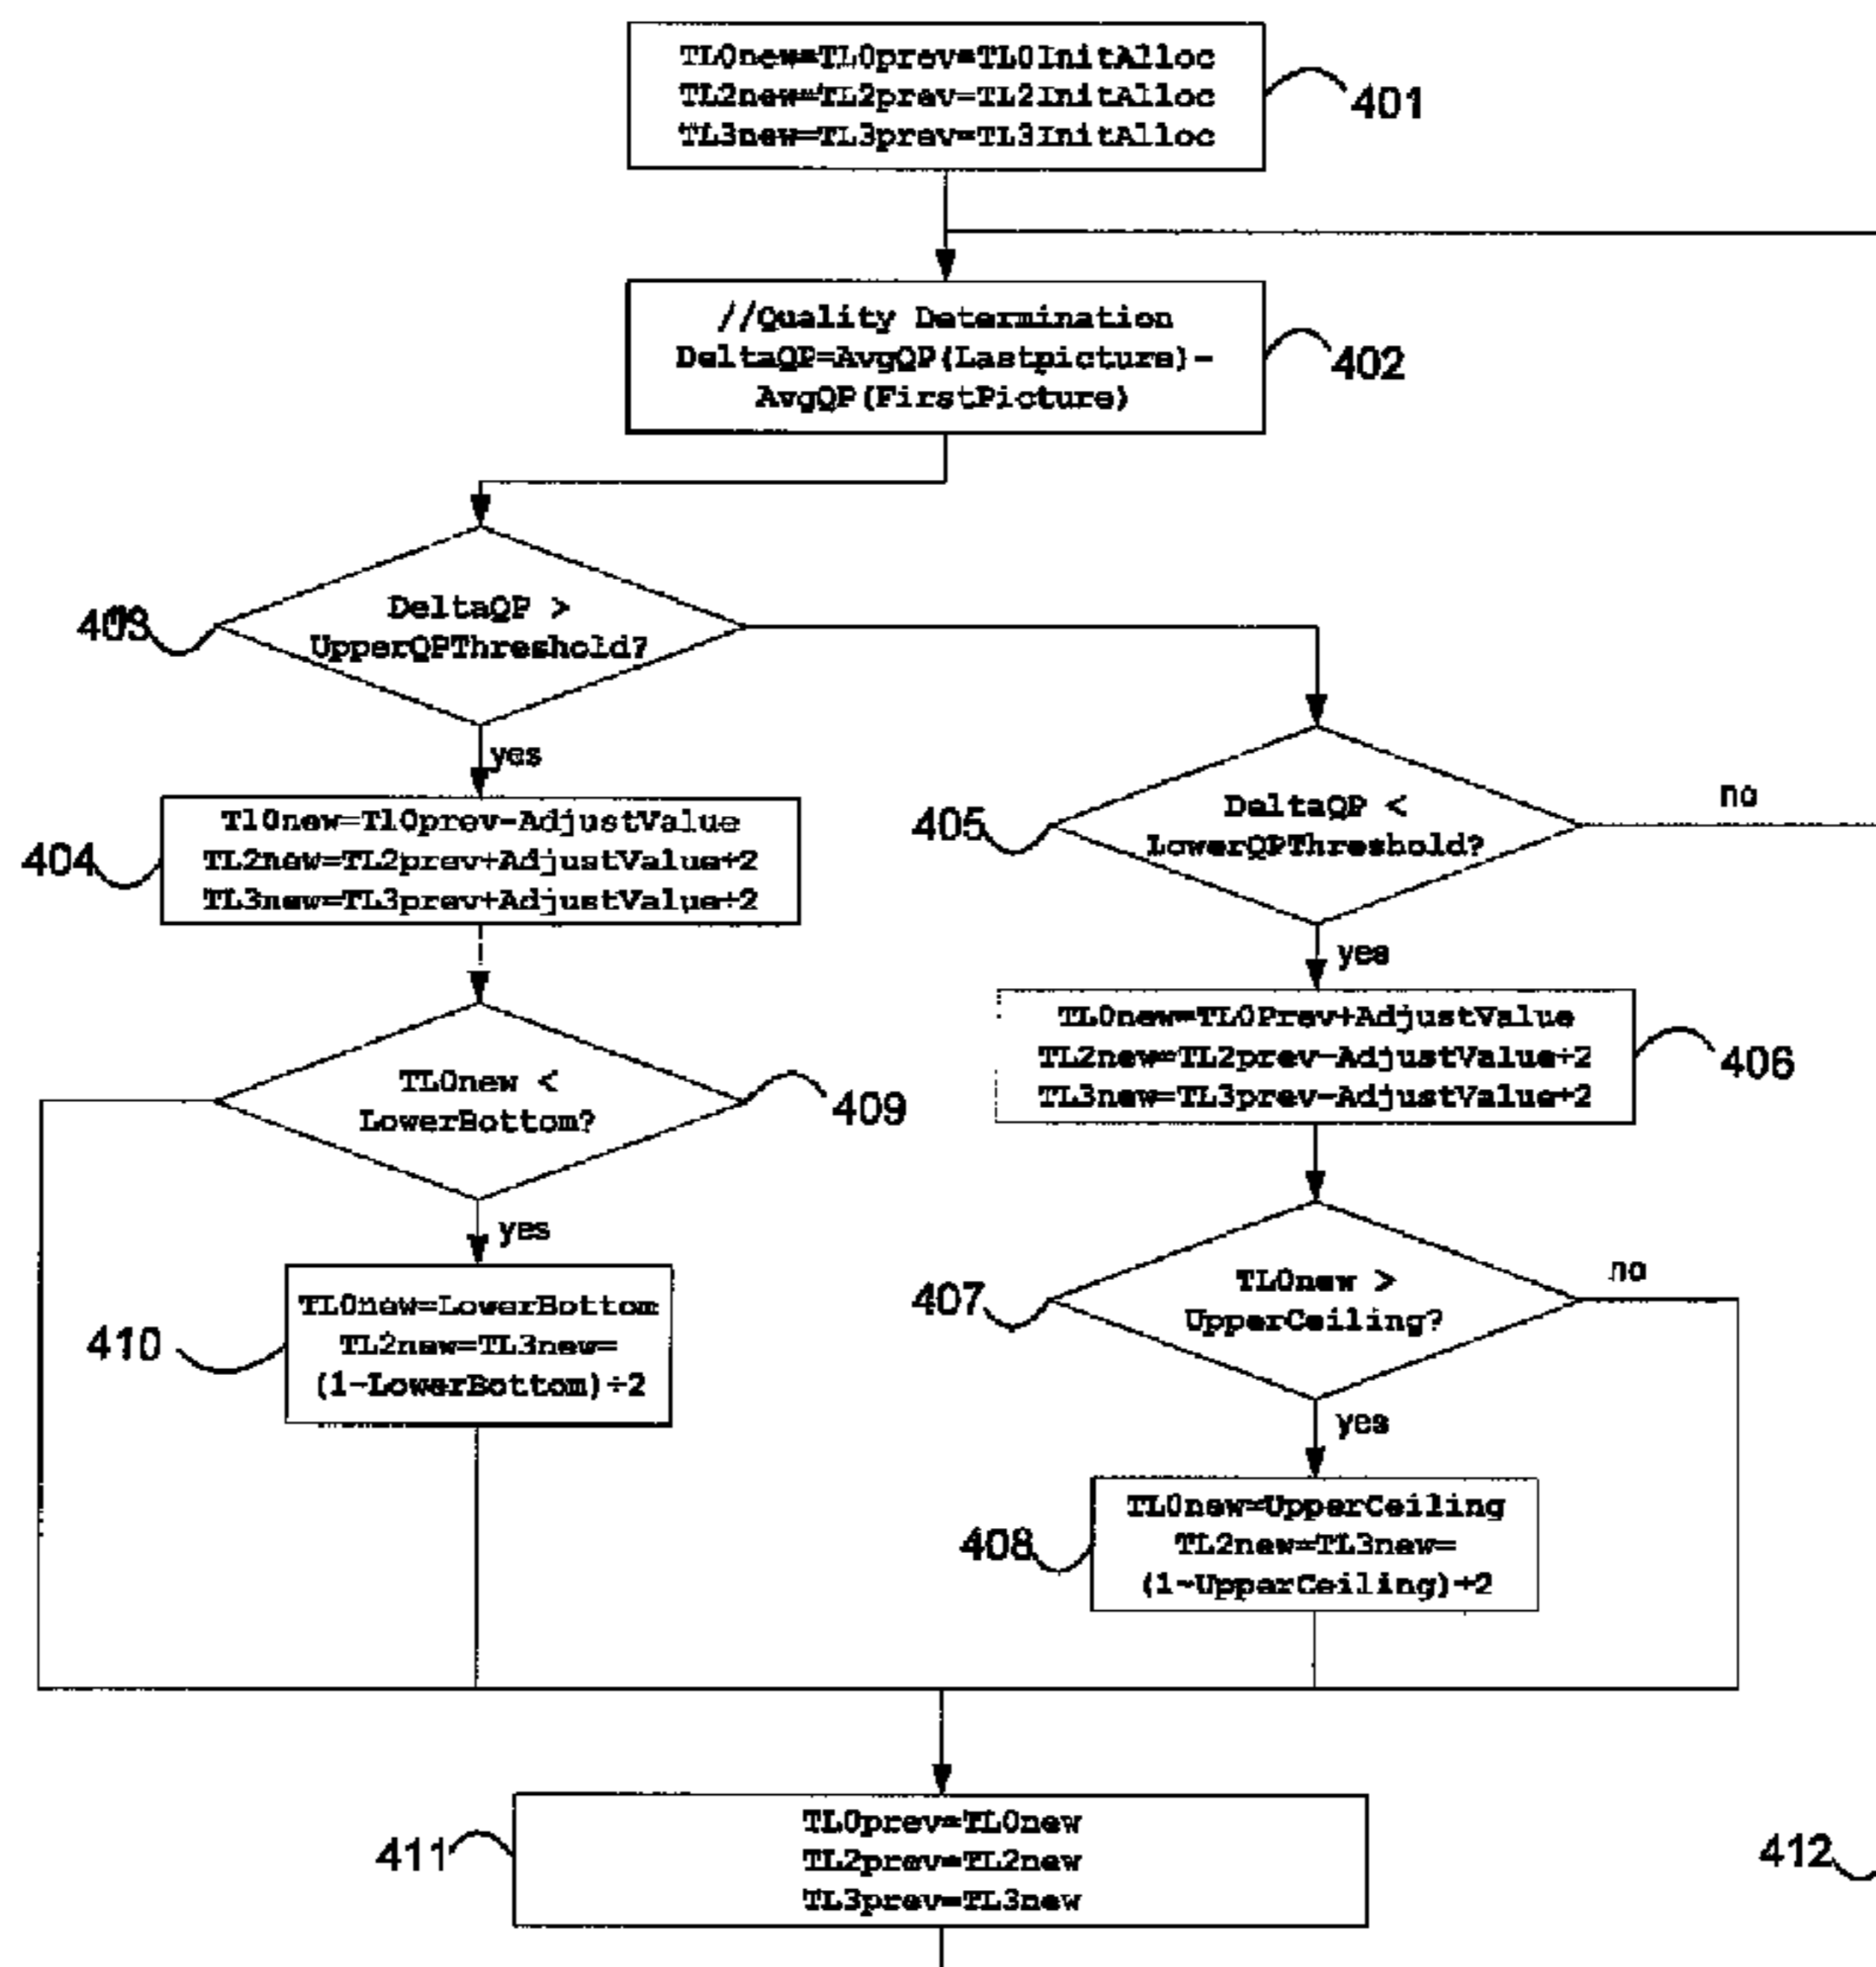 TL0new=TL0prev=TL0InitAlloc
TL2new=TL2prev=TL2InitAlloc
TL3new=TL3prev=TL3InitAlloc
401
//Quality Determination
DeltaQP=AvgQP(Lastpicture)-
AvgQP(FirstPicture)
402
DeltaQP >
UpperQPThreshold?
403
yes
Tl0new=Tl0prev-AdjustValue
TL2new=TL2prev+AdjustValue÷2
TL3new=TL3prev+AdjustValue÷2
404
DeltaQP <
LowerQPThreshold?
405
no
yes
TL0new=TL0Prev+AdjustValue
TL2new=TL2prev-AdjustValue÷2
TL3new=TL3prev-AdjustValue÷2
406
TL0new <
LowerBottom?
409
yes
TL0new=LowerBottom
TL2new=TL3new=
(1-LowerBottom)÷2
410
TL0new >
UpperCeiling?
407
no
yes
TL0new=UpperCeiling
TL2new=TL3new=
(1-UpperCeiling)÷2
408
TL0prev=TL0new
TL2prev=TL2new
TL3prev=TL3new
411
412